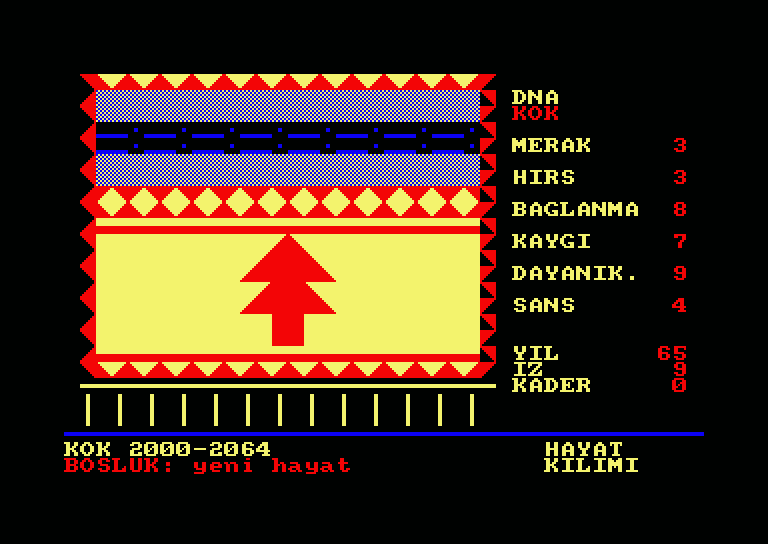 DNA
KOK
MERAK 3
HIRS 3
BAGLANMA 8
KAYGI 7
DAYANIK. 9
SANS 4
YIL 65
IZ 9
KADER 0
KOK 2000-2064
BOSLUK: yeni hayat
HAYAT
KILIMI